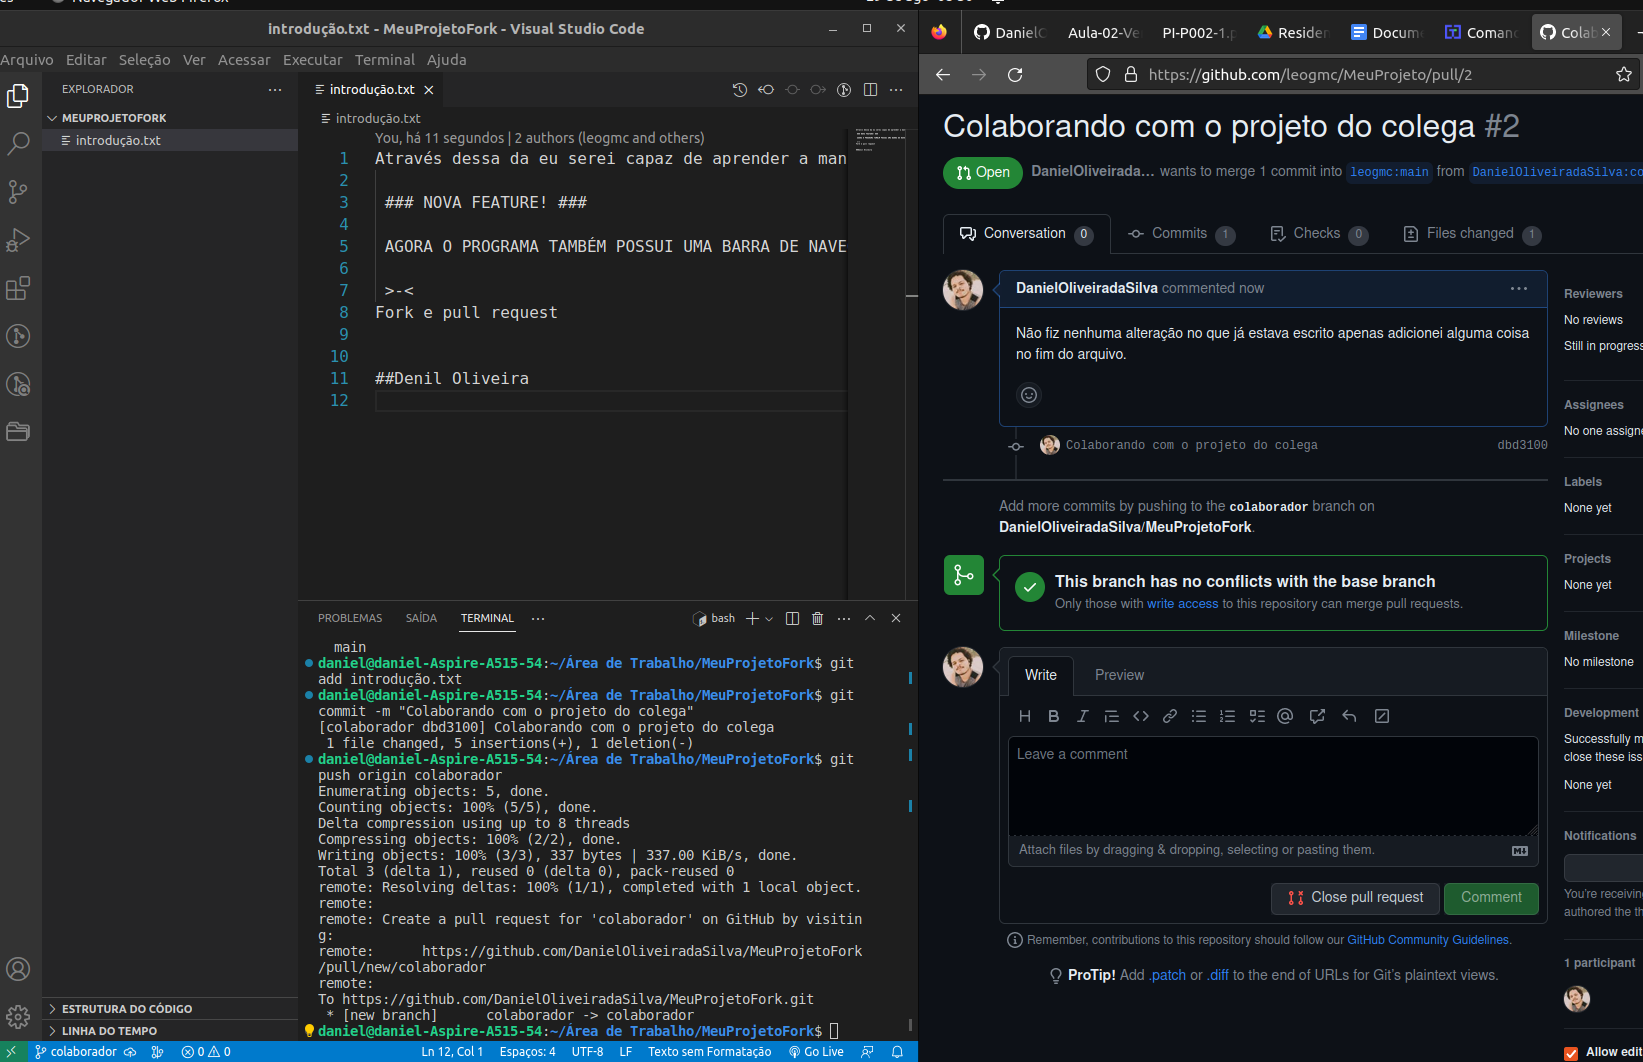 Navegador Web Firefox
introdução.txt - MeuProjetoFork - Visual Studio Code
Arquivo Editar Seleção Ver Acessar Executar Terminal Ajuda
EXPLORADOR
MEUPROJETOFORK
introdução.txt
ESTRUTURA DO CÓDIGO
LINHA DO TEMPO
introdução.txt
introdução.txt
You, há 11 segundos | 2 authors (leogmc and others)
1 Através dessa da eu serei capaz de aprender a man
2
3 ### NOVA FEATURE! ###
4
5 AGORA O PROGRAMA TAMBÉM POSSUI UMA BARRA DE NAVE
6
7 >-<
8 Fork e pull request
9
10
11 ##Denil Oliveira
12
PROBLEMAS SAÍDA TERMINAL
bash
main
daniel@daniel-Aspire-A515-54:~/Área de Trabalho/MeuProjetoFork$ git
add introdução.txt
daniel@daniel-Aspire-A515-54:~/Área de Trabalho/MeuProjetoFork$ git
commit -m "Colaborando com o projeto do colega"
[colaborador dbd3100] Colaborando com o projeto do colega
1 file changed, 5 insertions(+), 1 deletion(-)
daniel@daniel-Aspire-A515-54:~/Área de Trabalho/MeuProjetoFork$ git
push origin colaborador
Enumerating objects: 5, done.
Counting objects: 100% (5/5), done.
Delta compression using up to 8 threads
Compressing objects: 100% (2/2), done.
Writing objects: 100% (3/3), 337 bytes | 337.00 KiB/s, done.
Total 3 (delta 1), reused 0 (delta 0), pack-reused 0
remote: Resolving deltas: 100% (1/1), completed with 1 local object.
remote:
remote: Create a pull request for 'colaborador' on GitHub by visitin
g:
remote:      https://github.com/DanielOliveiradaSilva/MeuProjetoFork
/pull/new/colaborador
remote:
To https://github.com/DanielOliveiradaSilva/MeuProjetoFork.git
* [new branch]      colaborador -> colaborador
daniel@daniel-Aspire-A515-54:~/Área de Trabalho/MeuProjetoFork$
colaborador 0 0 Ln 12, Col 1 Espaços: 4 UTF-8 LF Texto sem Formatação Go Live
DanielO Aula-02-Ve PI-P002-1.p Residen Docum Coman Colab
https://github.com/leogmc/MeuProjeto/pull/2
Colaborando com o projeto do colega #2
Open DanielOliveirada... wants to merge 1 commit into leogmc:main from DanielOliveiradaSilva:co
Conversation 0 Commits 1 Checks 0 Files changed 1
DanielOliveiradaSilva commented now
Não fiz nenhuma alteração no que já estava escrito apenas adicionei alguma coisa
no fim do arquivo.
Colaborando com o projeto do colega dbd3100
Add more commits by pushing to the colaborador branch on
DanielOliveiradaSilva/MeuProjetoFork.
This branch has no conflicts with the base branch
Only those with write access to this repository can merge pull requests.
Write Preview
Leave a comment
Attach files by dragging & dropping, selecting or pasting them.
Close pull request Comment
Remember, contributions to this repository should follow our GitHub Community Guidelines.
ProTip! Add .patch or .diff to the end of URLs for Git's plaintext views.
Reviewers
No reviews
Still in progress
Assignees
No one assigne
Labels
None yet
Projects
None yet
Milestone
No milestone
Development
Successfully m
close these iss
None yet
Notifications
You're receivin
authored the th
1 participant
Allow edit